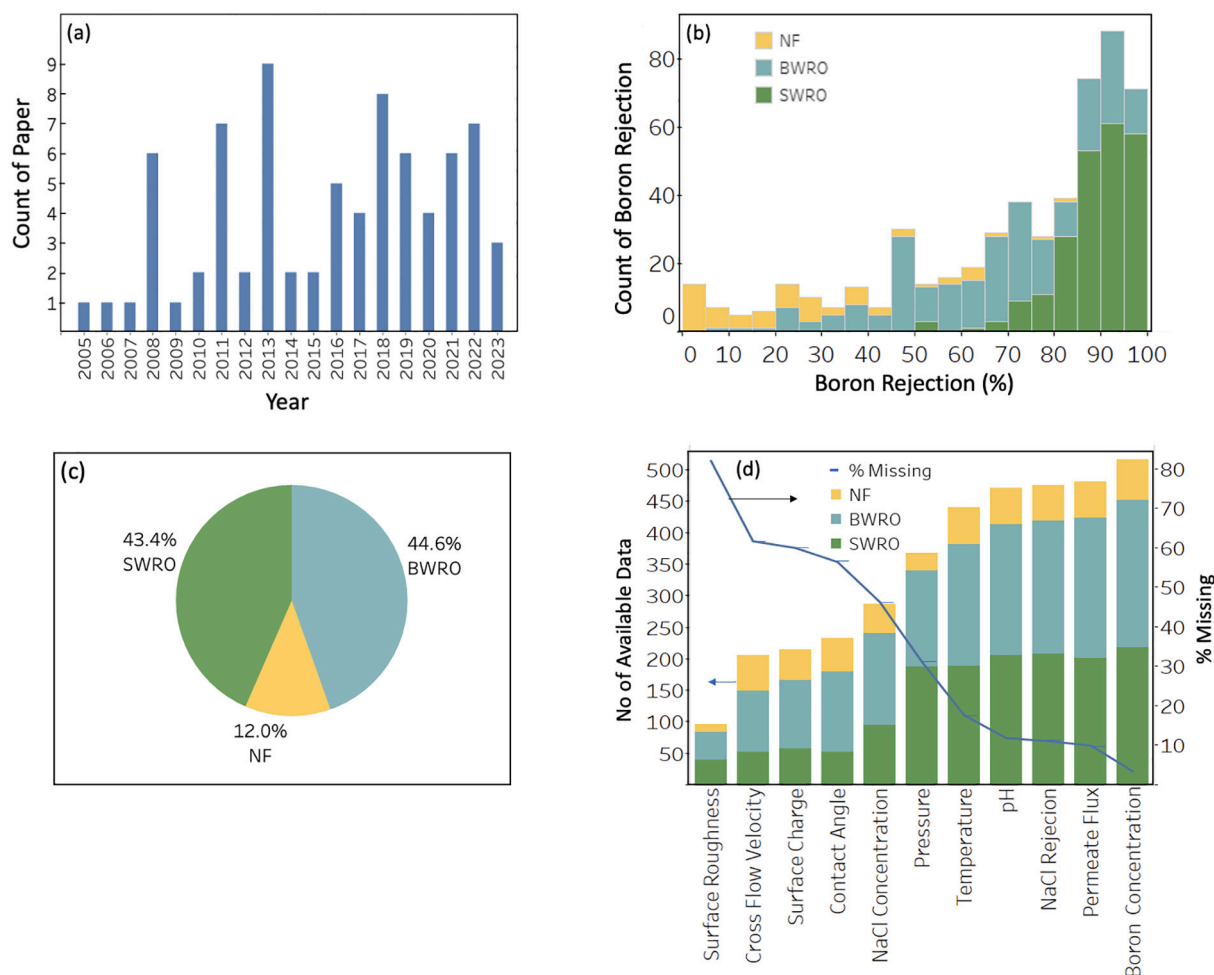 (a)
Count of Paper
9
8
7
6
5
4
3
2
1
2005
2006
2007
2008
2009
2010
2011
2012
2013
2014
2015
2016
2017
2018
2019
2020
2021
2022
2023
Year
(b)
NF
BWRO
SWRO
Count of Boron Rejection
80
60
40
20
0
0 10 20 30 40 50 60 70 80 90 100
Boron Rejection (%)
(c)
43.4%
SWRO
44.6%
BWRO
12.0%
NF
(d)
% Missing
NF
BWRO
SWRO
No of Available Data
500
450
400
350
300
250
200
150
100
50
80
70
60
50
40
30
20
10
% Missing
Surface Roughness
Cross Flow Velocity
Surface Charge
Contact Angle
NaCl Concentration
Pressure
Temperature
pH
NaCl Rejecion
Permeate Flux
Boron Concentration